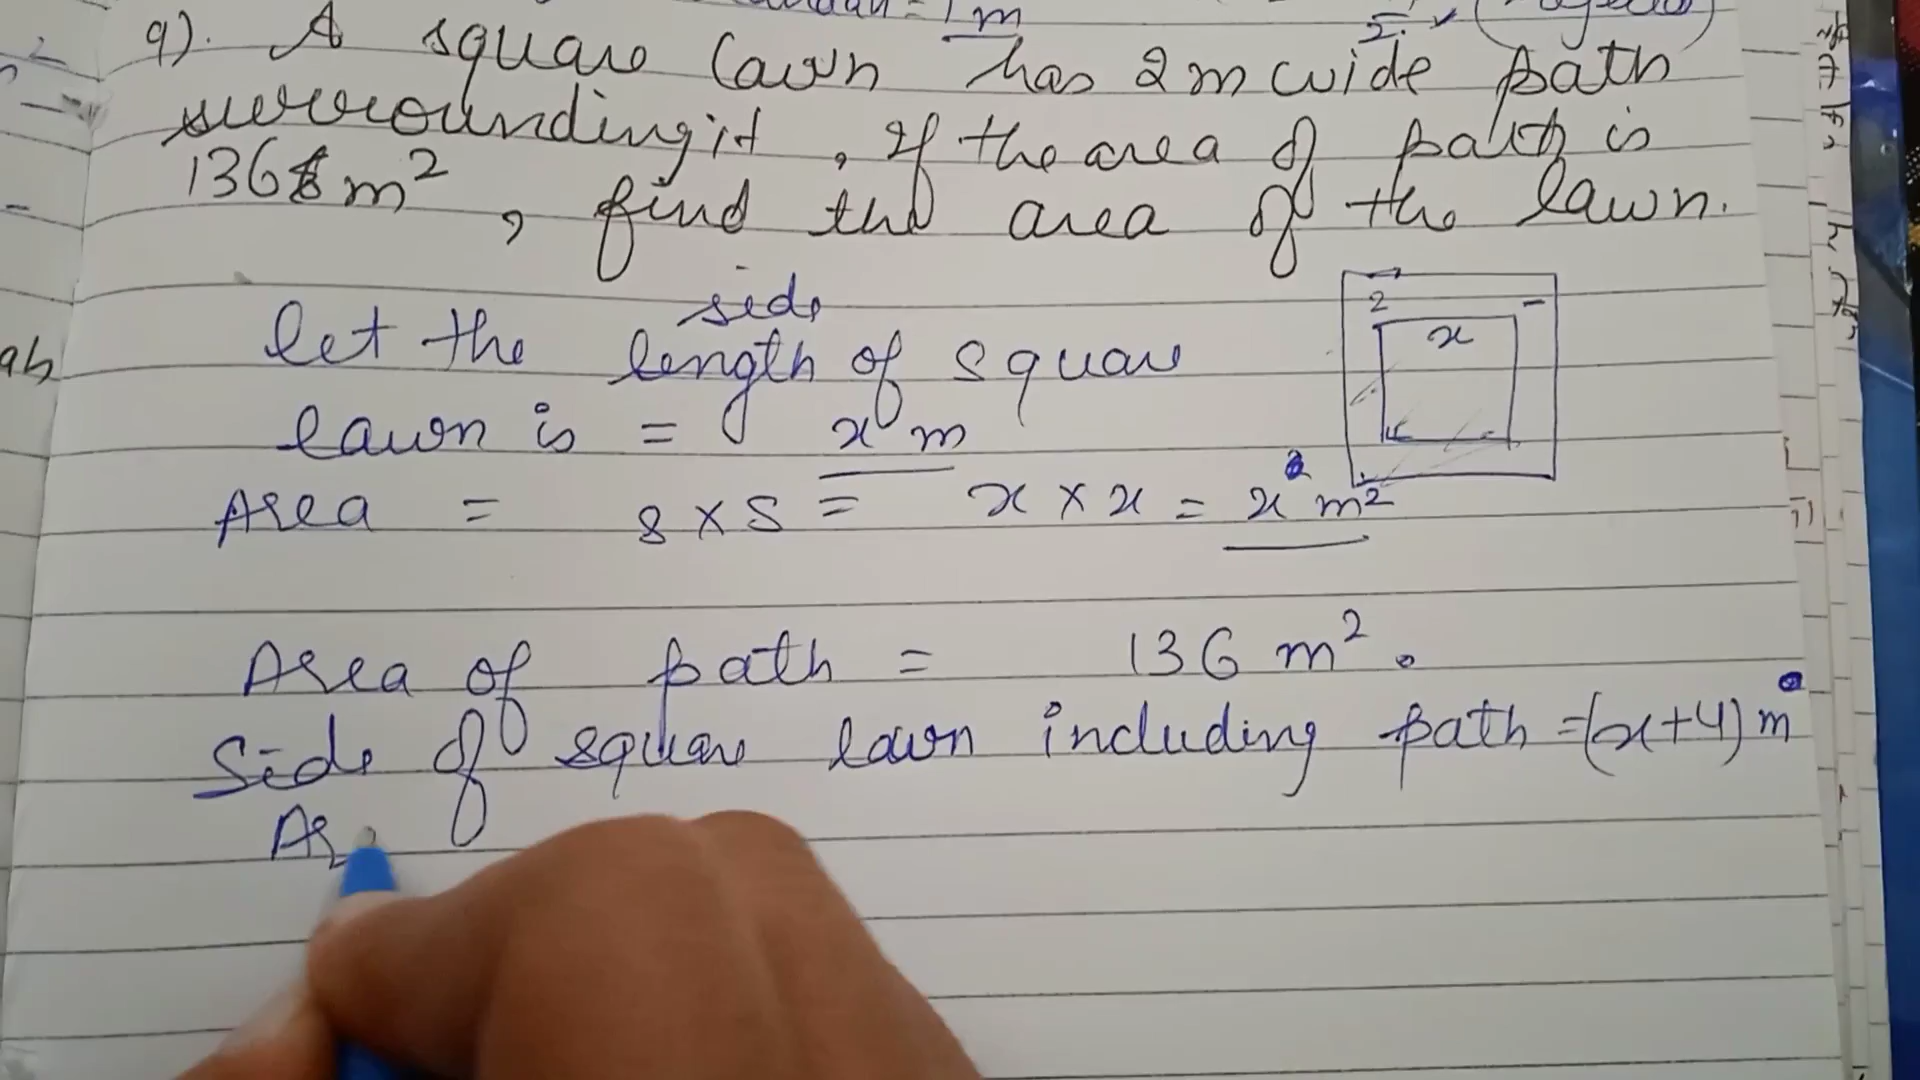 m
9). A square lawn has 2m wide path
surrounding it, If the area of path is
136 m², find the area of the lawn.
let the side length of square
lawn is = x m
2
x
Area = s × s = x × x = x² m²
Area of path = 136 m².
Side of square lawn including path = (x+4) m